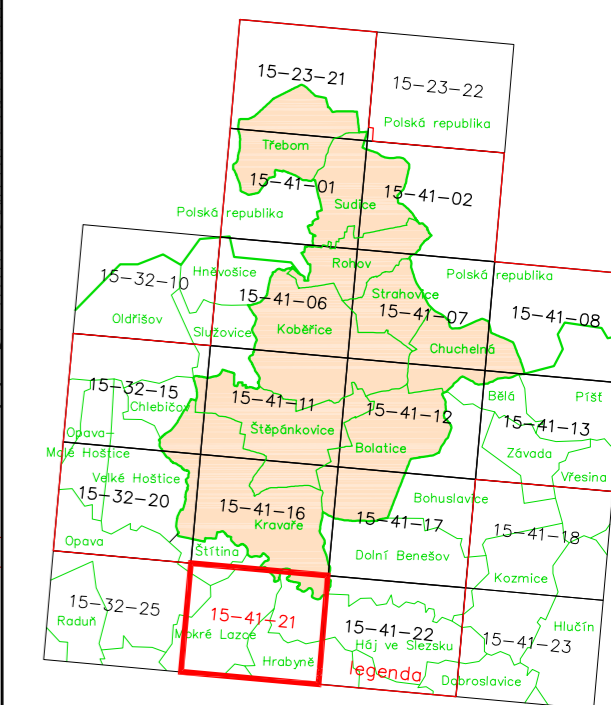 15-23-21
15-23-22
Polská republika
Třebom
15-41-01
15-41-02
Sudice
Polská republika
Rohov
Hněvošice
Polská republika
15-32-10
Strahovice
15-41-06
15-41-07
15-41-08
Oldřišov
Služovice
Kobeřice
Chuchelná
15-32-15
Chlebičov
15-41-11
15-41-12
Bělá
Píšť
Štěpánkovice
15-41-13
Opava-
Malé Hoštice
Bolatice
Závada
Velké Hoštice
Vřesina
15-32-20
15-41-16
Bohuslavice
Kravaře
15-41-17
15-41-18
Opava
Štítina
Dolní Benešov
Kozmice
15-32-25
Raduň
15-41-21
Mokré Lazce
15-41-22
Hlučín
Háj ve Slezsku
15-41-23
Hrabyně
legenda
Dobroslavice